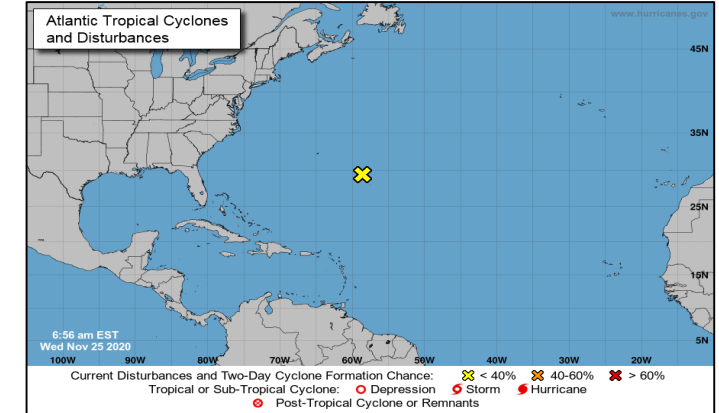 Atlantic Tropical Cyclones
and Disturbances
www.hurricanes.gov
45N
35N
25N
15N
5N
6:56 am EST
Wed Nov 25 2020
100W 90W 80W 70W 60W 50W 40W 30W 20W
Current Disturbances and Two-Day Cyclone Formation Chance: < 40% 40-60% > 60%
Tropical or Sub-Tropical Cyclone: Depression Storm Hurricane
Post-Tropical Cyclone or Remnants